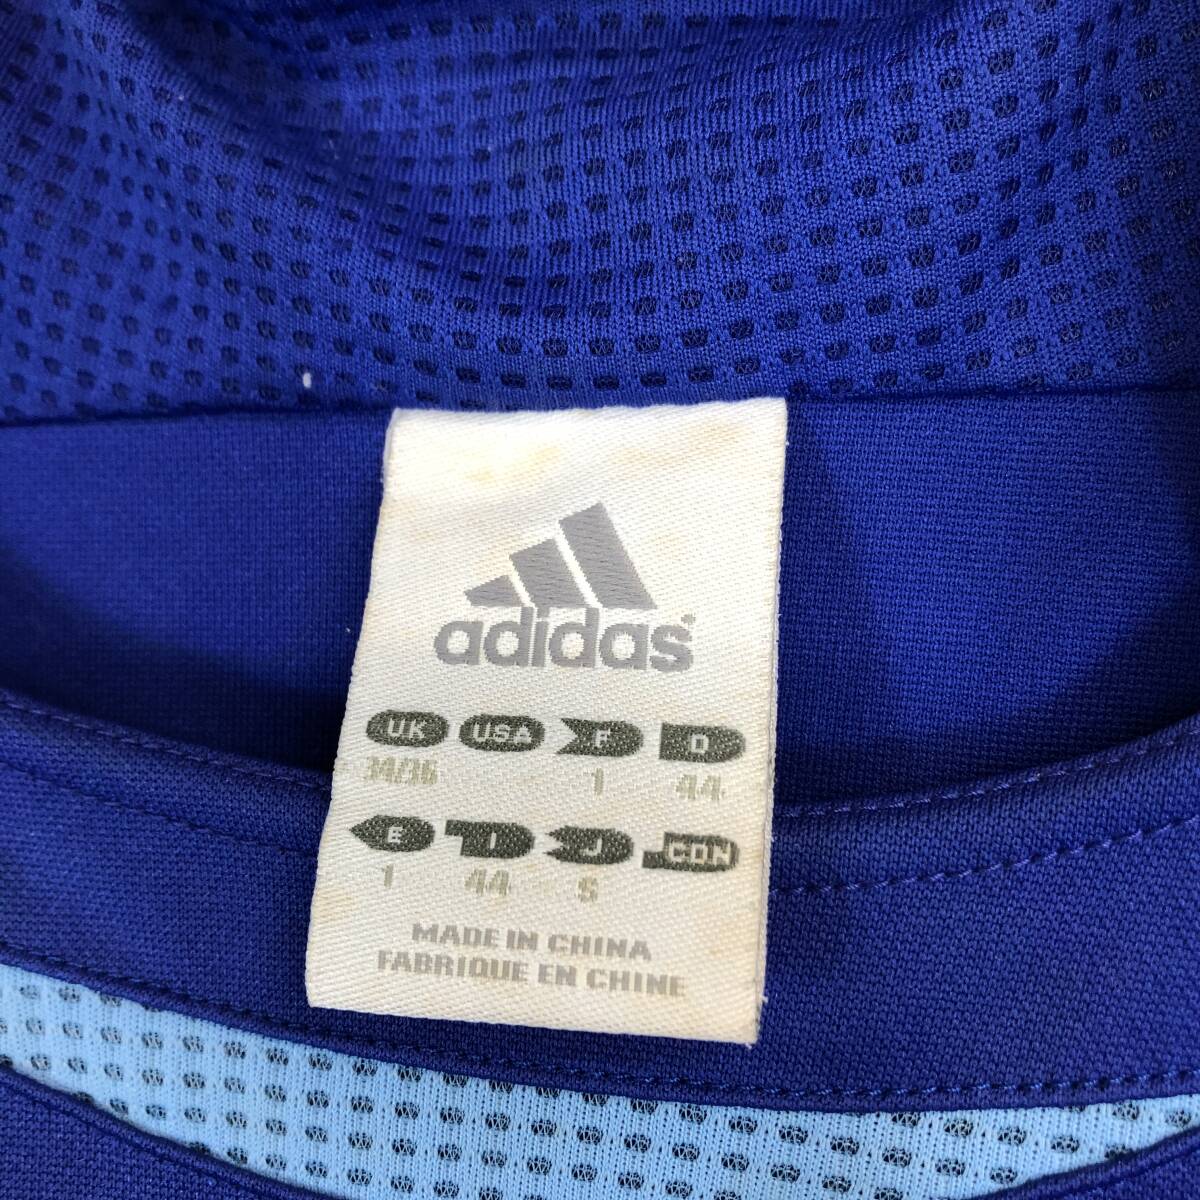 adidas
UK USA F D
34/36 - 1 44
E I J CDN
1 44 S
MADE IN CHINA
FABRIQUE EN CHINE